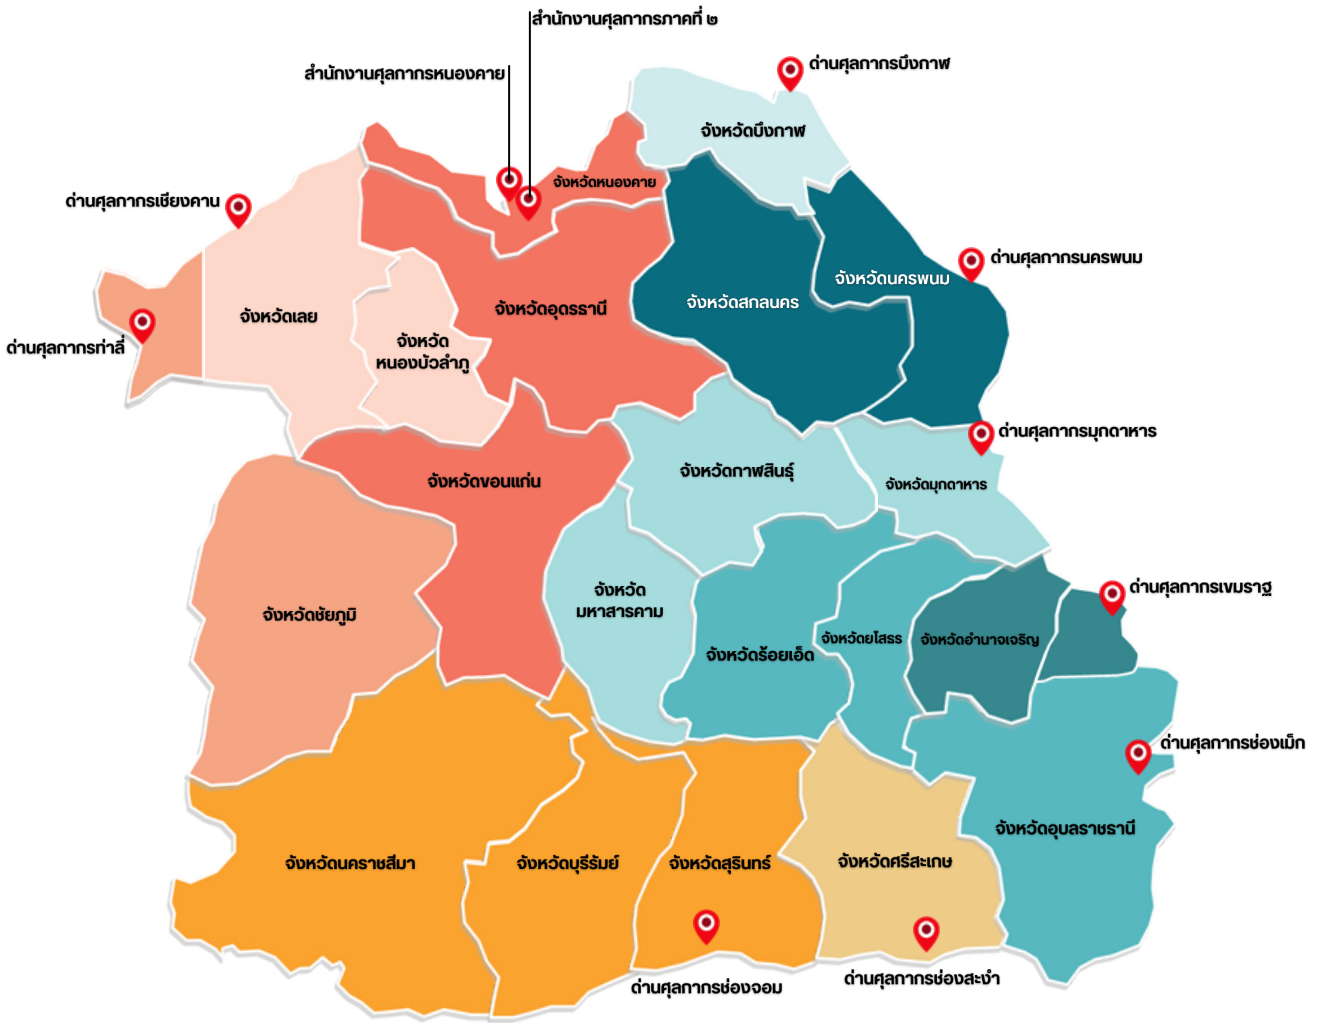 สำนักงานศุลกากรภาคที่ ๒
สำนักงานศุลกากรหนองคาย
ด่านศุลกากรบึงกาฬ
จังหวัดบึงกาฬ
จังหวัดหนองคาย
ด่านศุลกากรเชียงคาน
ด่านศุลกากรนครพนม
จังหวัดนครพนม
จังหวัดสกลนคร
จังหวัดอุดรธานี
จังหวัดเลย
จังหวัด
หนองบัวลำภู
ด่านศุลกากรท่าลี่
ด่านศุลกากรมุกดาหาร
จังหวัดกาฬสินธุ์
จังหวัดขอนแก่น
จังหวัดมุกดาหาร
ด่านศุลกากรเขมราฐ
จังหวัด
มหาสารคาม
จังหวัดชัยภูมิ
จังหวัดร้อยเอ็ด
จังหวัดยโสธร
จังหวัดอำนาจเจริญ
ด่านศุลกากรช่องเม็ก
จังหวัดอุบลราชธานี
จังหวัดนคราชสีมา
จังหวัดบุรีรัมย์
จังหวัดสุรินทร์
จังหวัดศรีสะเกษ
ด่านศุลกากรช่องจอม
ด่านศุลกากรช่องสะงำ